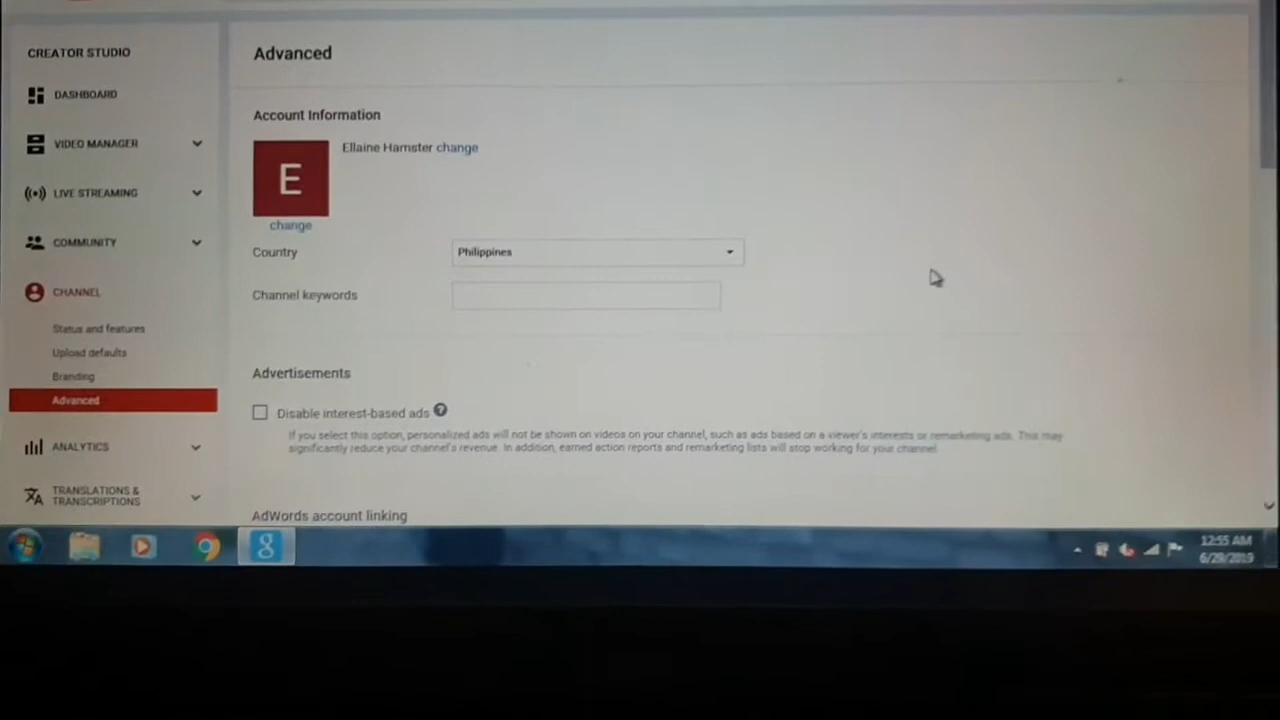 CREATOR STUDIO
DASHBOARD
VIDEO MANAGER
LIVE STREAMING
COMMUNITY
CHANNEL
Status and features
Upload defaults
Branding
Advanced
ANALYTICS
TRANSLATIONS &
TRANSCRIPTIONS
Advanced
Account Information
E
Ellaine Hamster change
change
Country
Philippines
Channel keywords
Advertisements
Disable interest-based ads ?
If you select this option, personalized ads will not be shown on videos on your channel, such as ads based on a viewer's interests or remarketing ads. This may
significantly reduce your channel's revenue. In addition, earned action reports and remarketing lists will stop working for your channel.
AdWords account linking
8
12:55 AM
6/29/2019